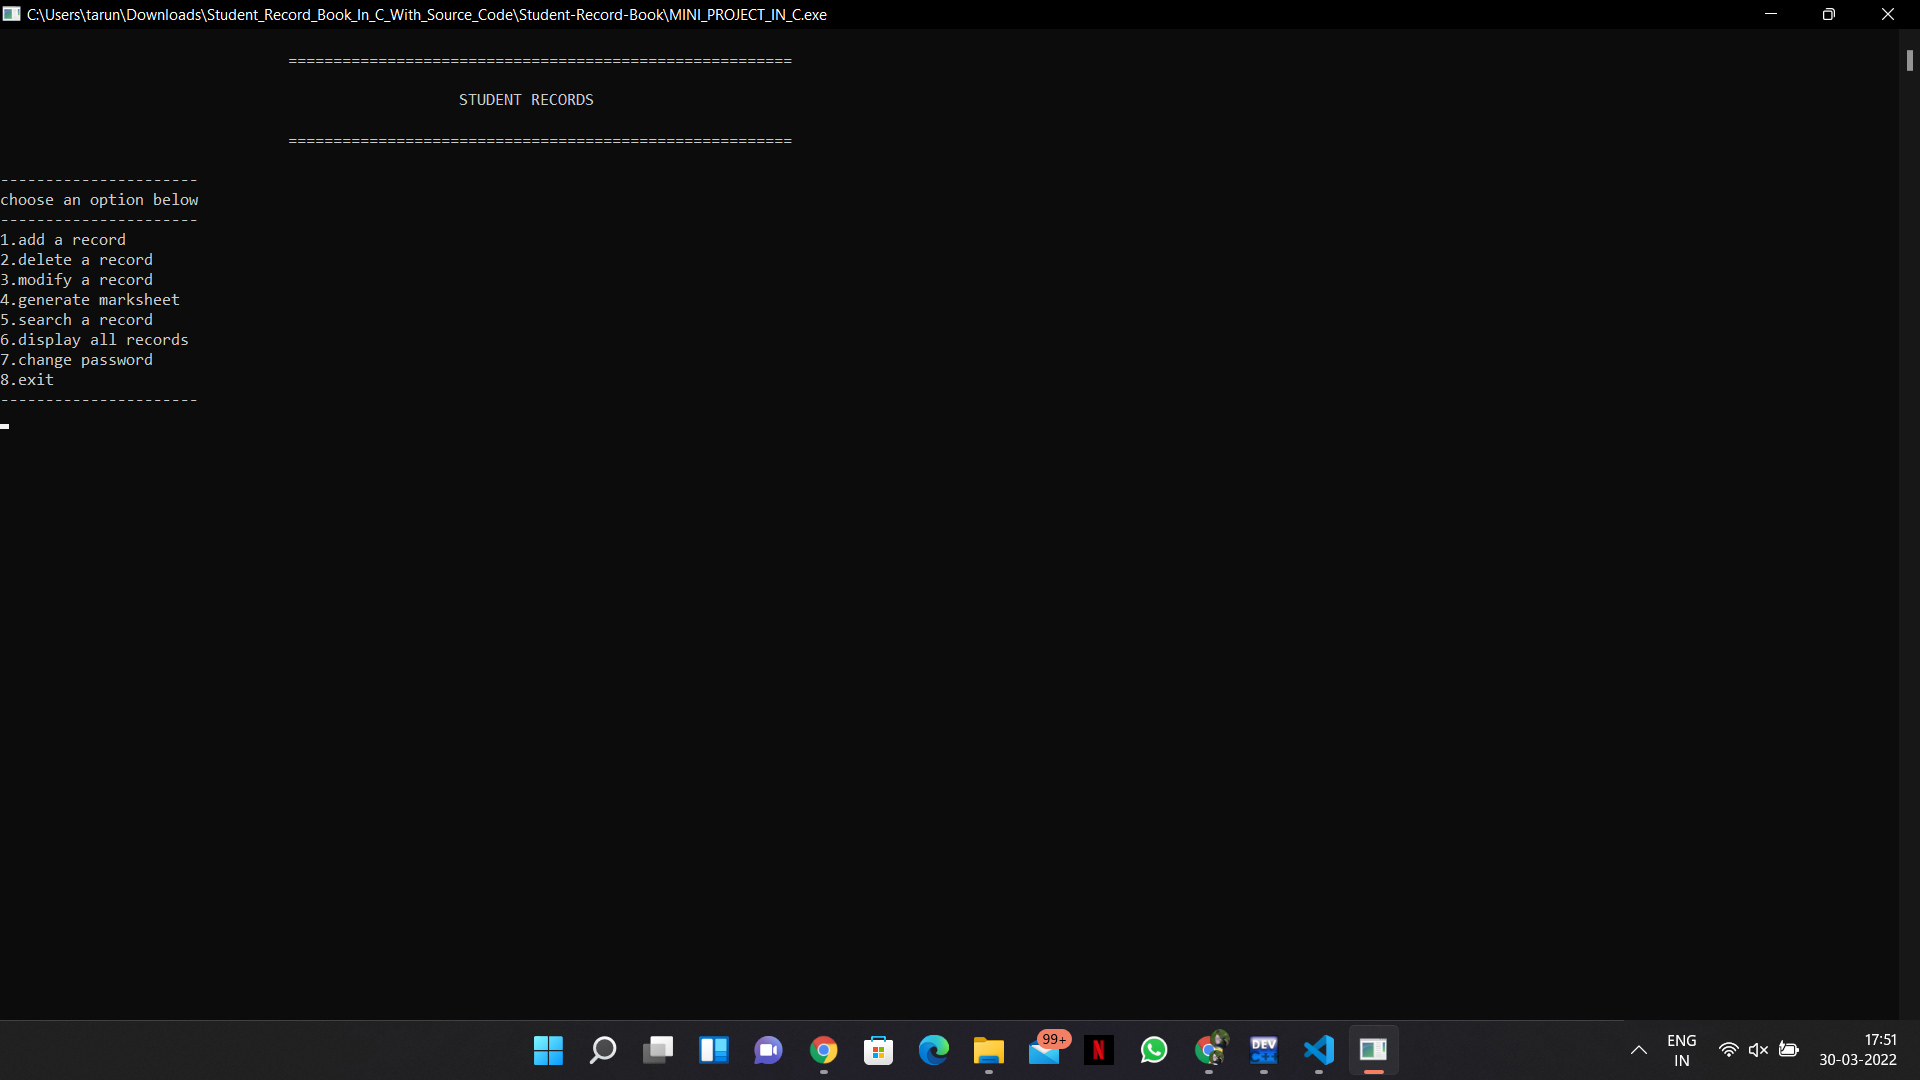 C:\Users\tarun\Downloads\Student_Record_Book_In_C_With_Source_Code\Student-Record-Book\MINI_PROJECT_IN_C.exe
========================================================
STUDENT RECORDS
========================================================
----------------------
choose an option below
----------------------
1.add a record
2.delete a record
3.modify a record
4.generate marksheet
5.search a record
6.display all records
7.change password
8.exit
----------------------
99+
N
DEV
C++
ENG
IN
17:51
30-03-2022